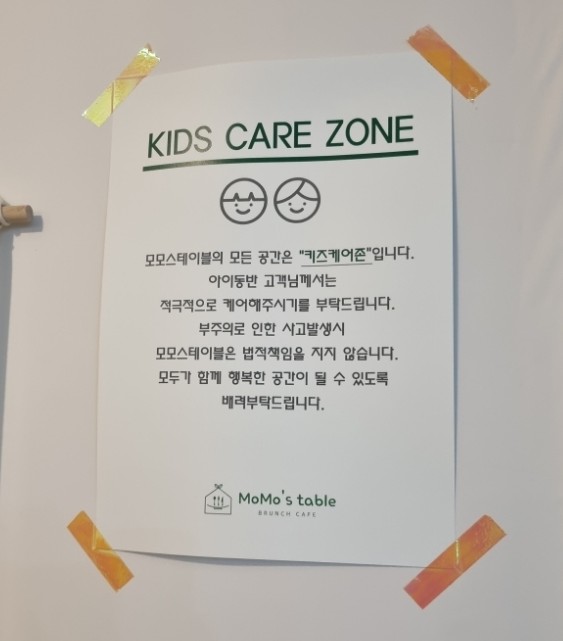 KIDS CARE ZONE
모모스테이블의 모든 공간은 "키즈케어존"입니다.
아이동반 고객님께서는
적극적으로 케어해주시기를 부탁드립니다.
부주의로 인한 사고발생시
모모스테이블은 법적책임을 지지 않습니다.
모두가 함께 행복한 공간이 될 수 있도록
배려부탁드립니다.
MoMo's table
BRUNCH CAFE